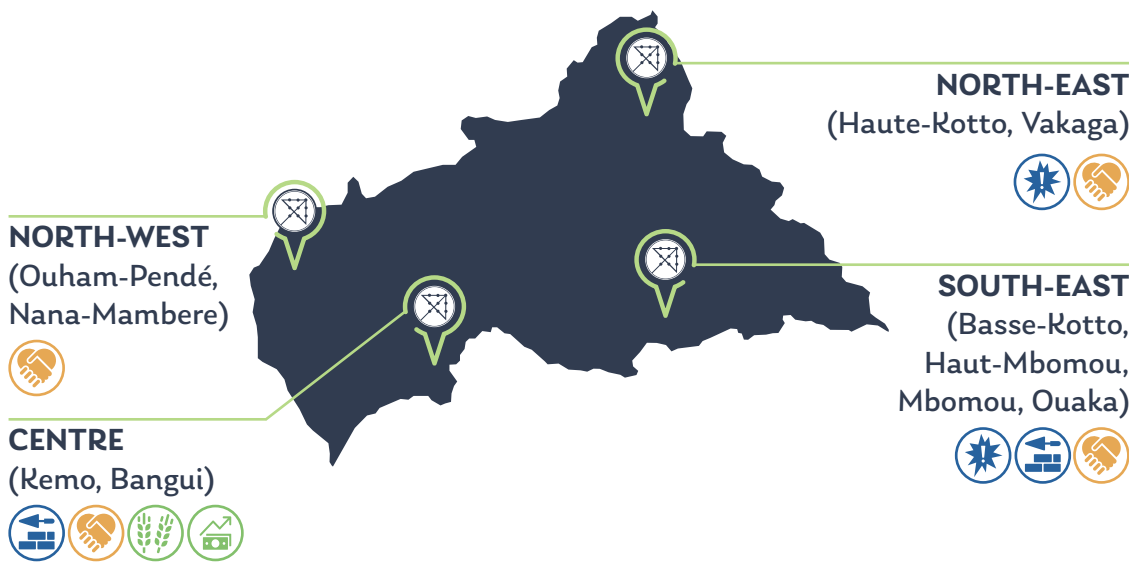 NORTH-EAST
(Haute-Kotto, Vakaga)
NORTH-WEST
(Ouham-Pendé,
Nana-Mambere)
SOUTH-EAST
(Basse-Kotto,
Haut-Mbomou,
Mbomou, Ouaka)
CENTRE
(Kemo, Bangui)